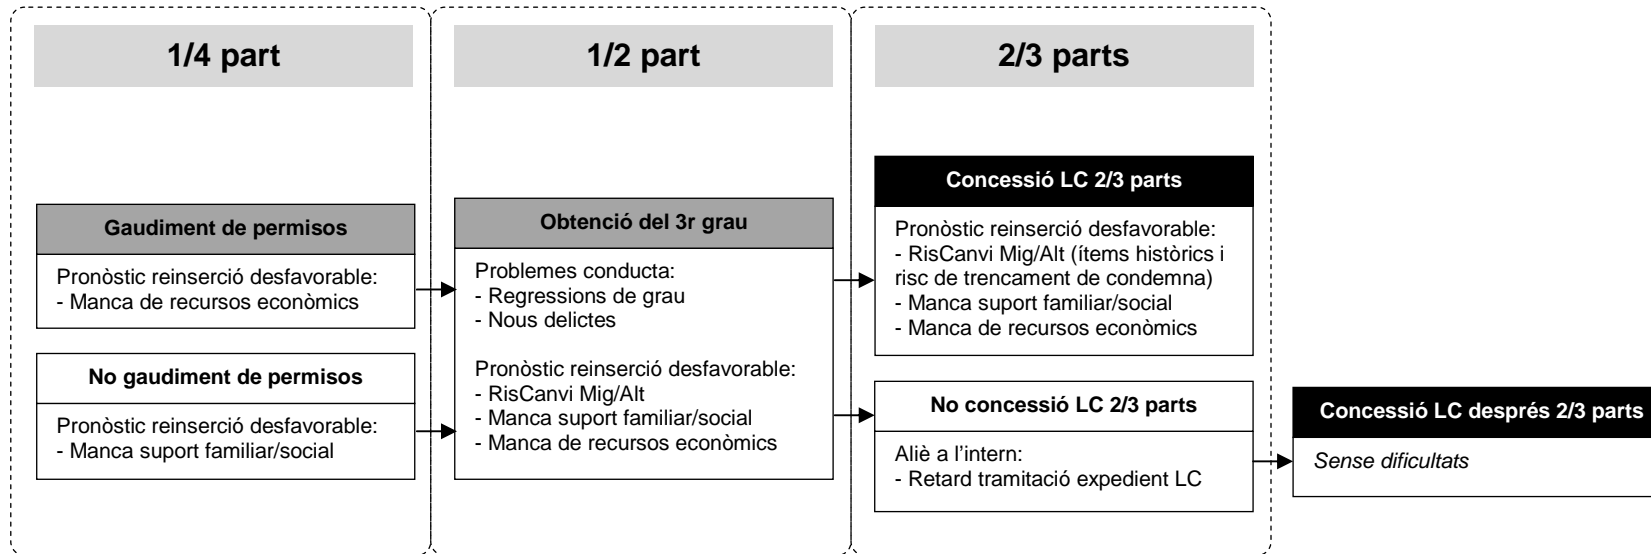 1/4 part
1/2 part
2/3 parts
Gaudiment de permisos
Pronòstic reinserció desfavorable:
- Manca de recursos econòmics
No gaudiment de permisos
Pronòstic reinserció desfavorable:
- Manca suport familiar/social
Obtenció del 3r grau
Problemes conducta:
- Regressions de grau
- Nous delictes
Pronòstic reinserció desfavorable:
- RisCanvi Mig/Alt
- Manca suport familiar/social
- Manca de recursos econòmics
Concessió LC 2/3 parts
Pronòstic reinserció desfavorable:
- RisCanvi Mig/Alt (ítems històrics i
risc de trencament de condemna)
- Manca suport familiar/social
- Manca de recursos econòmics
No concessió LC 2/3 parts
Aliè a l’intern:
- Retard tramitació expedient LC
Concessió LC després 2/3 parts
Sense dificultats